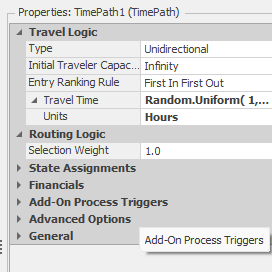 Properties: TimePath1 (TimePath)
Travel Logic
Type Unidirectional
Initial Traveler Capac... Infinity
Entry Ranking Rule First In First Out
Travel Time Random.Uniform( 1,...
Units Hours
Routing Logic
Selection Weight 1.0
State Assignments
Financials
Add-On Process Triggers
Advanced Options
General
Add-On Process Triggers